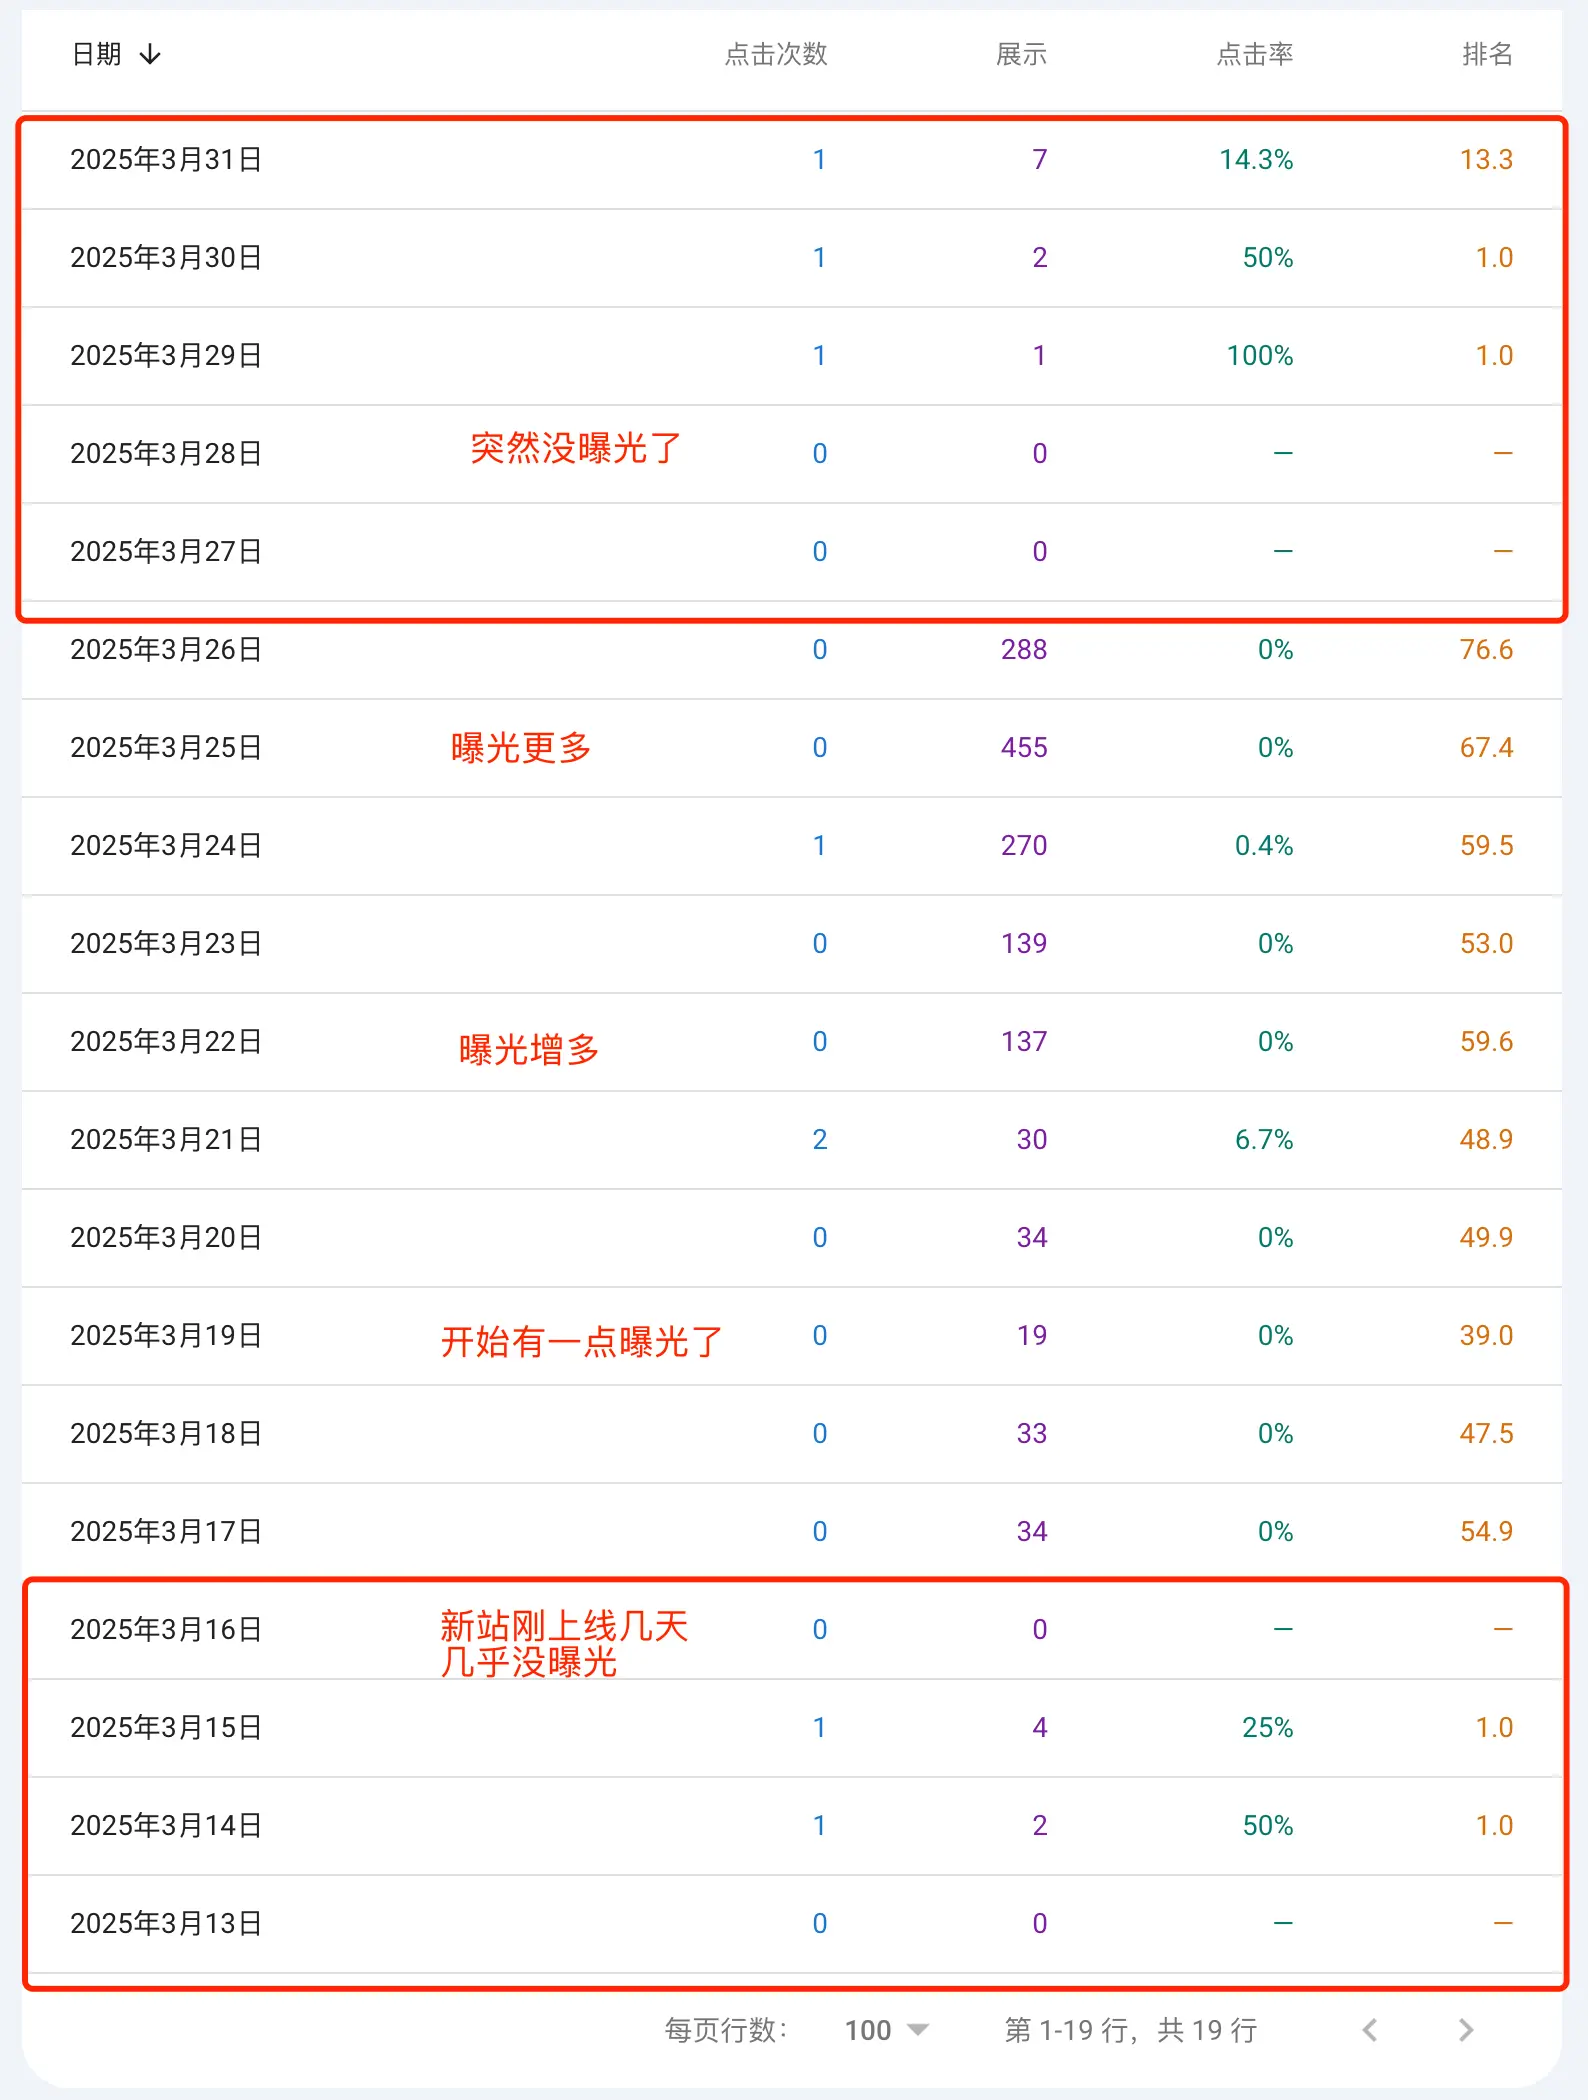 日期 ↓ 点击次数 展示 点击率 排名
2025年3月31日 1 7 14.3% 13.3
2025年3月30日 1 2 50% 1.0
2025年3月29日 1 1 100% 1.0
2025年3月28日 突然没曝光了 0 0 — —
2025年3月27日 0 0 — —
2025年3月26日 0 288 0% 76.6
2025年3月25日 曝光更多 0 455 0% 67.4
2025年3月24日 1 270 0.4% 59.5
2025年3月23日 0 139 0% 53.0
2025年3月22日 曝光增多 0 137 0% 59.6
2025年3月21日 2 30 6.7% 48.9
2025年3月20日 0 34 0% 49.9
2025年3月19日 开始有一点曝光了 0 19 0% 39.0
2025年3月18日 0 33 0% 47.5
2025年3月17日 0 34 0% 54.9
2025年3月16日 新站刚上线几天 0 0 — —
几乎没曝光
2025年3月15日 1 4 25% 1.0
2025年3月14日 1 2 50% 1.0
2025年3月13日 0 0 — —
每页行数： 100 第 1-19 行，共 19 行